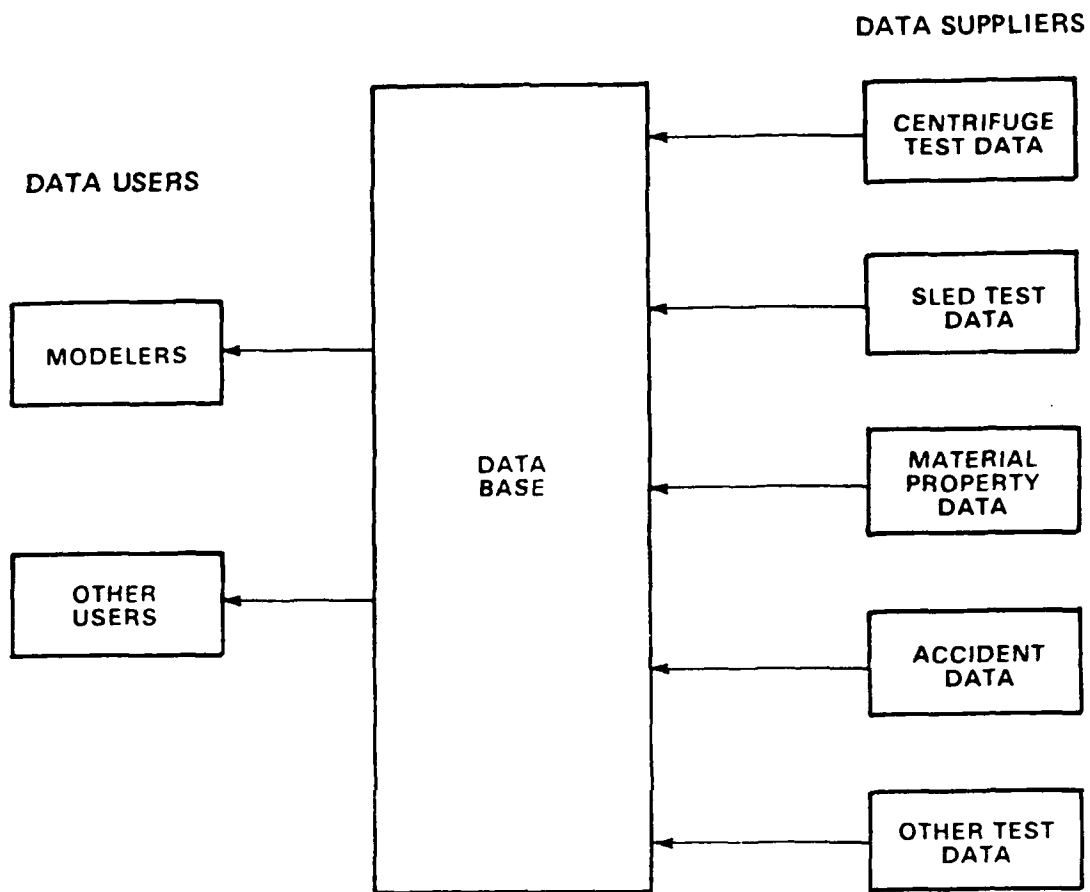 DATA SUPPLIERS
CENTRIFUGE
TEST DATA
DATA USERS
SLED TEST
DATA
MODELERS
MATERIAL
PROPERTY
DATA
DATA
BASE
OTHER
USERS
ACCIDENT
DATA
OTHER TEST
DATA